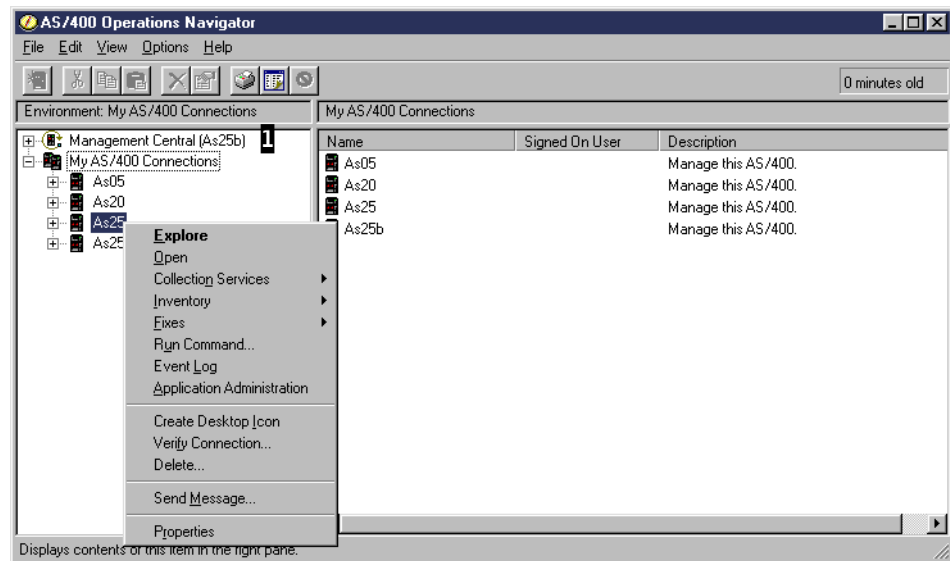 AS/400 Operations Navigator
File Edit View Options Help
0 minutes old
Environment: My AS/400 Connections
My AS/400 Connections
Management Central (As25b) 1
My AS/400 Connections
As05
As20
As25
As25
Name Signed On User Description
As05 Manage this AS/400.
As20 Manage this AS/400.
As25 Manage this AS/400.
As25b Manage this AS/400.
Explore
Open
Collection Services
Inventory
Fixes
Run Command...
Event Log
Application Administration
Create Desktop Icon
Verify Connection...
Delete...
Send Message...
Properties
Displays contents of this item in the right pane.